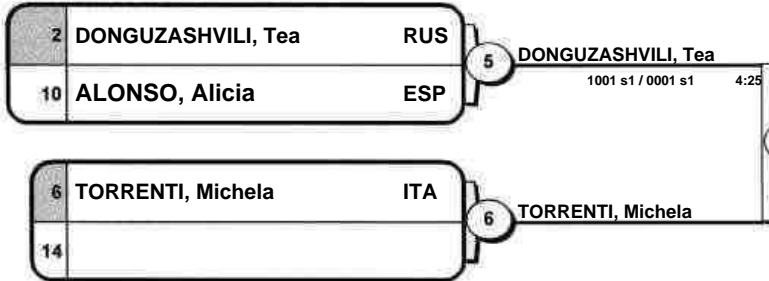 2 DONGUZASHVILI, Tea RUS
10 ALONSO, Alicia ESP
5 DONGUZASHVILI, Tea
1001 s1 / 0001 s1 4:25
6 TORRENTI, Michela ITA
14
6 TORRENTI, Michela